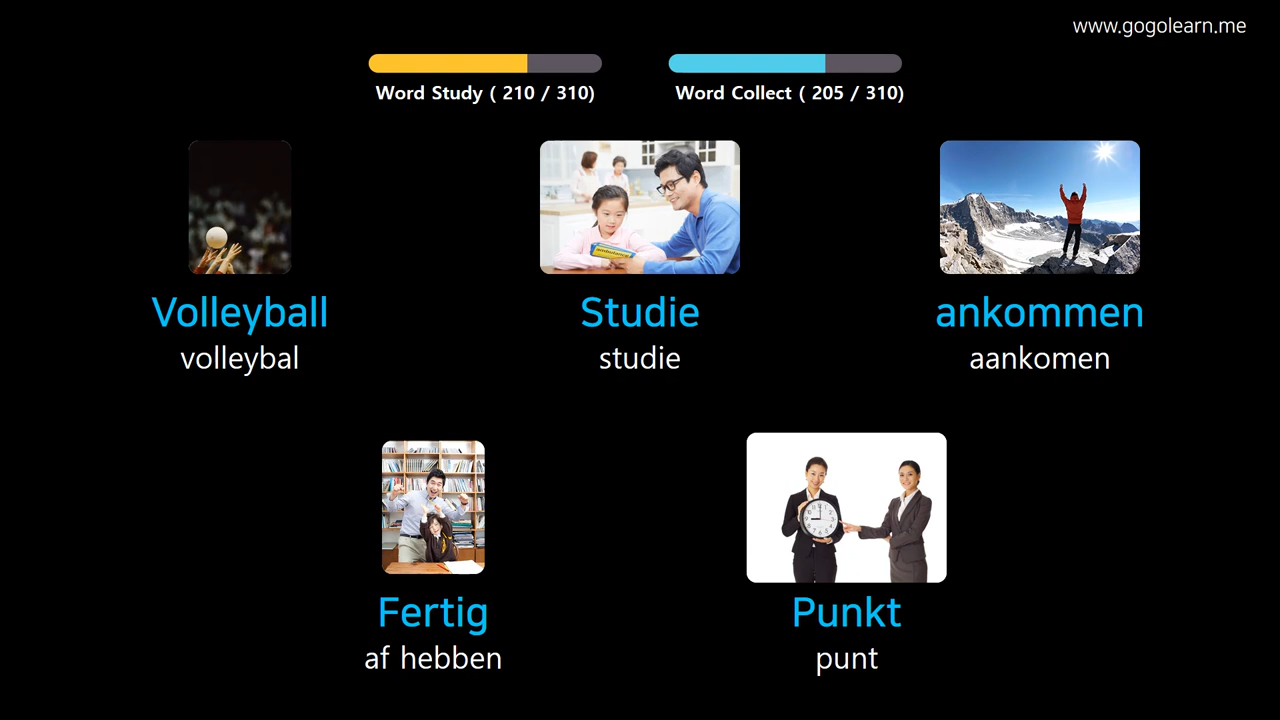 www.gogolearn.me
Word Study ( 210 / 310)
Word Collect ( 205 / 310)
Volleyball
volleybal
Studie
studie
ankommen
aankomen
Fertig
af hebben
Punkt
punt